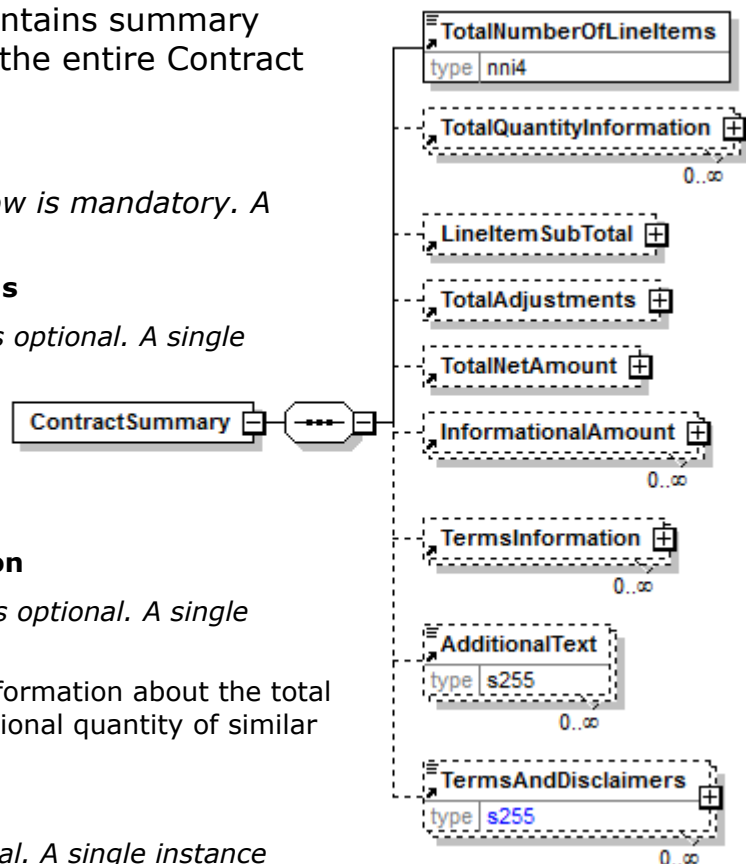 ntains summary
the entire Contract
ow is mandatory. A
s
s optional. A single
on
s optional. A single
formation about the total
ional quantity of similar
al. A single instance
ContractSummary
TotalNumberOfLineItems
type nni4
TotalQuantityInformation
0..∞
LineItemSubTotal
TotalAdjustments
TotalNetAmount
InformationalAmount
0..∞
TermsInformation
0..∞
AdditionalText
type s255
0..∞
TermsAndDisclaimers
type s255
0..∞